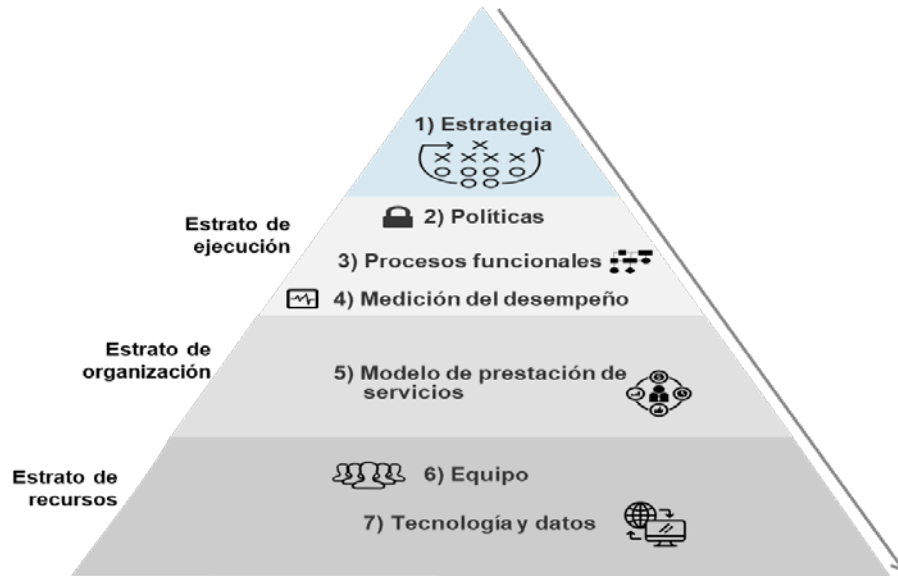 1) Estrategia
Estrato de
ejecución
2) Políticas
3) Procesos funcionales
4) Medición del desempeño
Estrato de
organización
5) Modelo de prestación de
servicios
Estrato de
recursos
6) Equipo
7) Tecnología y datos